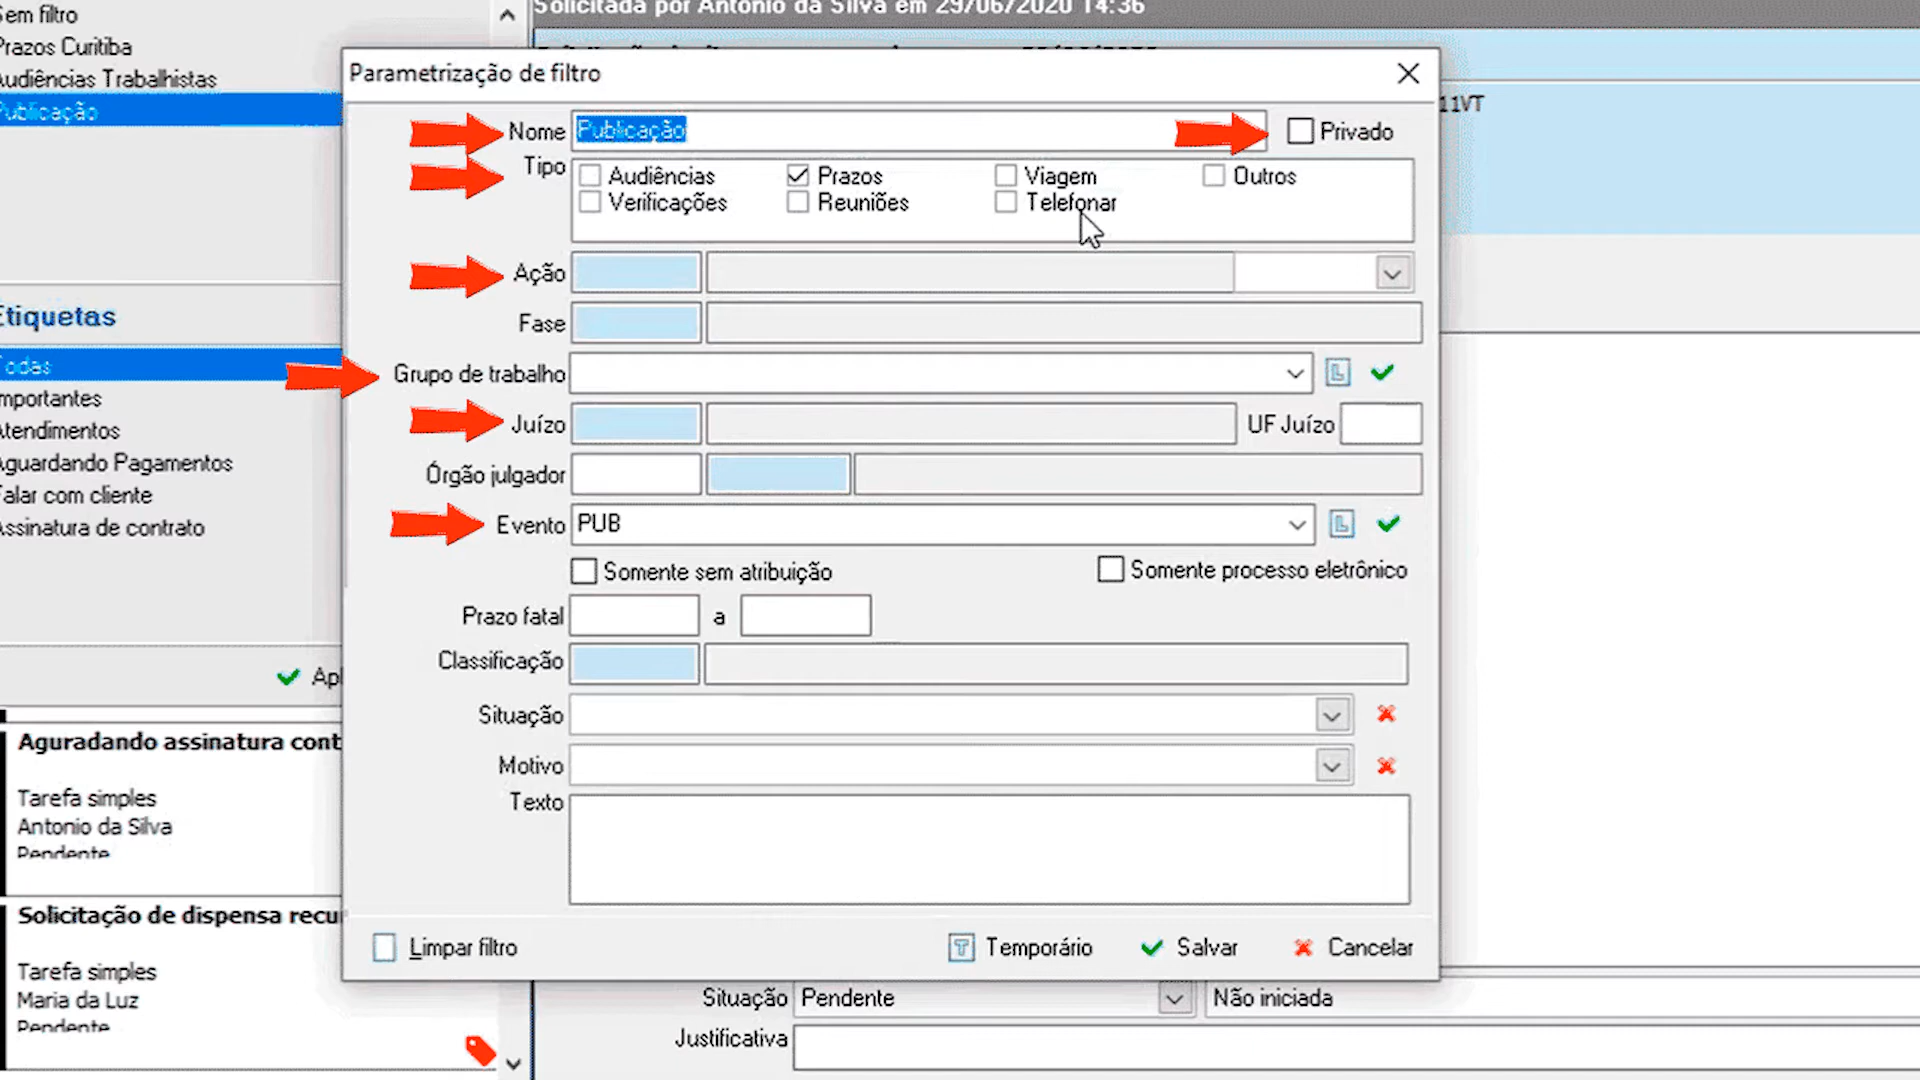 Sem filtro
Prazos Curitiba
Audiências Trabalhistas
Publicação
Etiquetas
Todas
Importantes
Atendimentos
Aguardando Pagamentos
Falar com cliente
Assinatura de contrato
Apl
Aguradando assinatura cont
Tarefa simples
Antonio da Silva
Pendente
Solicitação de dispensa recu
Tarefa simples
Maria da Luz
Pendente
Solicitada por Antonio da Silva em 29/06/2020 14:36
11VT
Parametrização de filtro
Nome Publicação Privado
Tipo Audiências Prazos Viagem Outros
Verificações Reuniões Telefonar
Ação
Fase
Grupo de trabalho
Juízo UF Juízo
Órgão julgador
Evento PUB
Somente sem atribuição Somente processo eletrônico
Prazo fatal a
Classificação
Situação
Motivo
Texto
Limpar filtro Temporário Salvar Cancelar
Situação Pendente Não iniciada
Justificativa